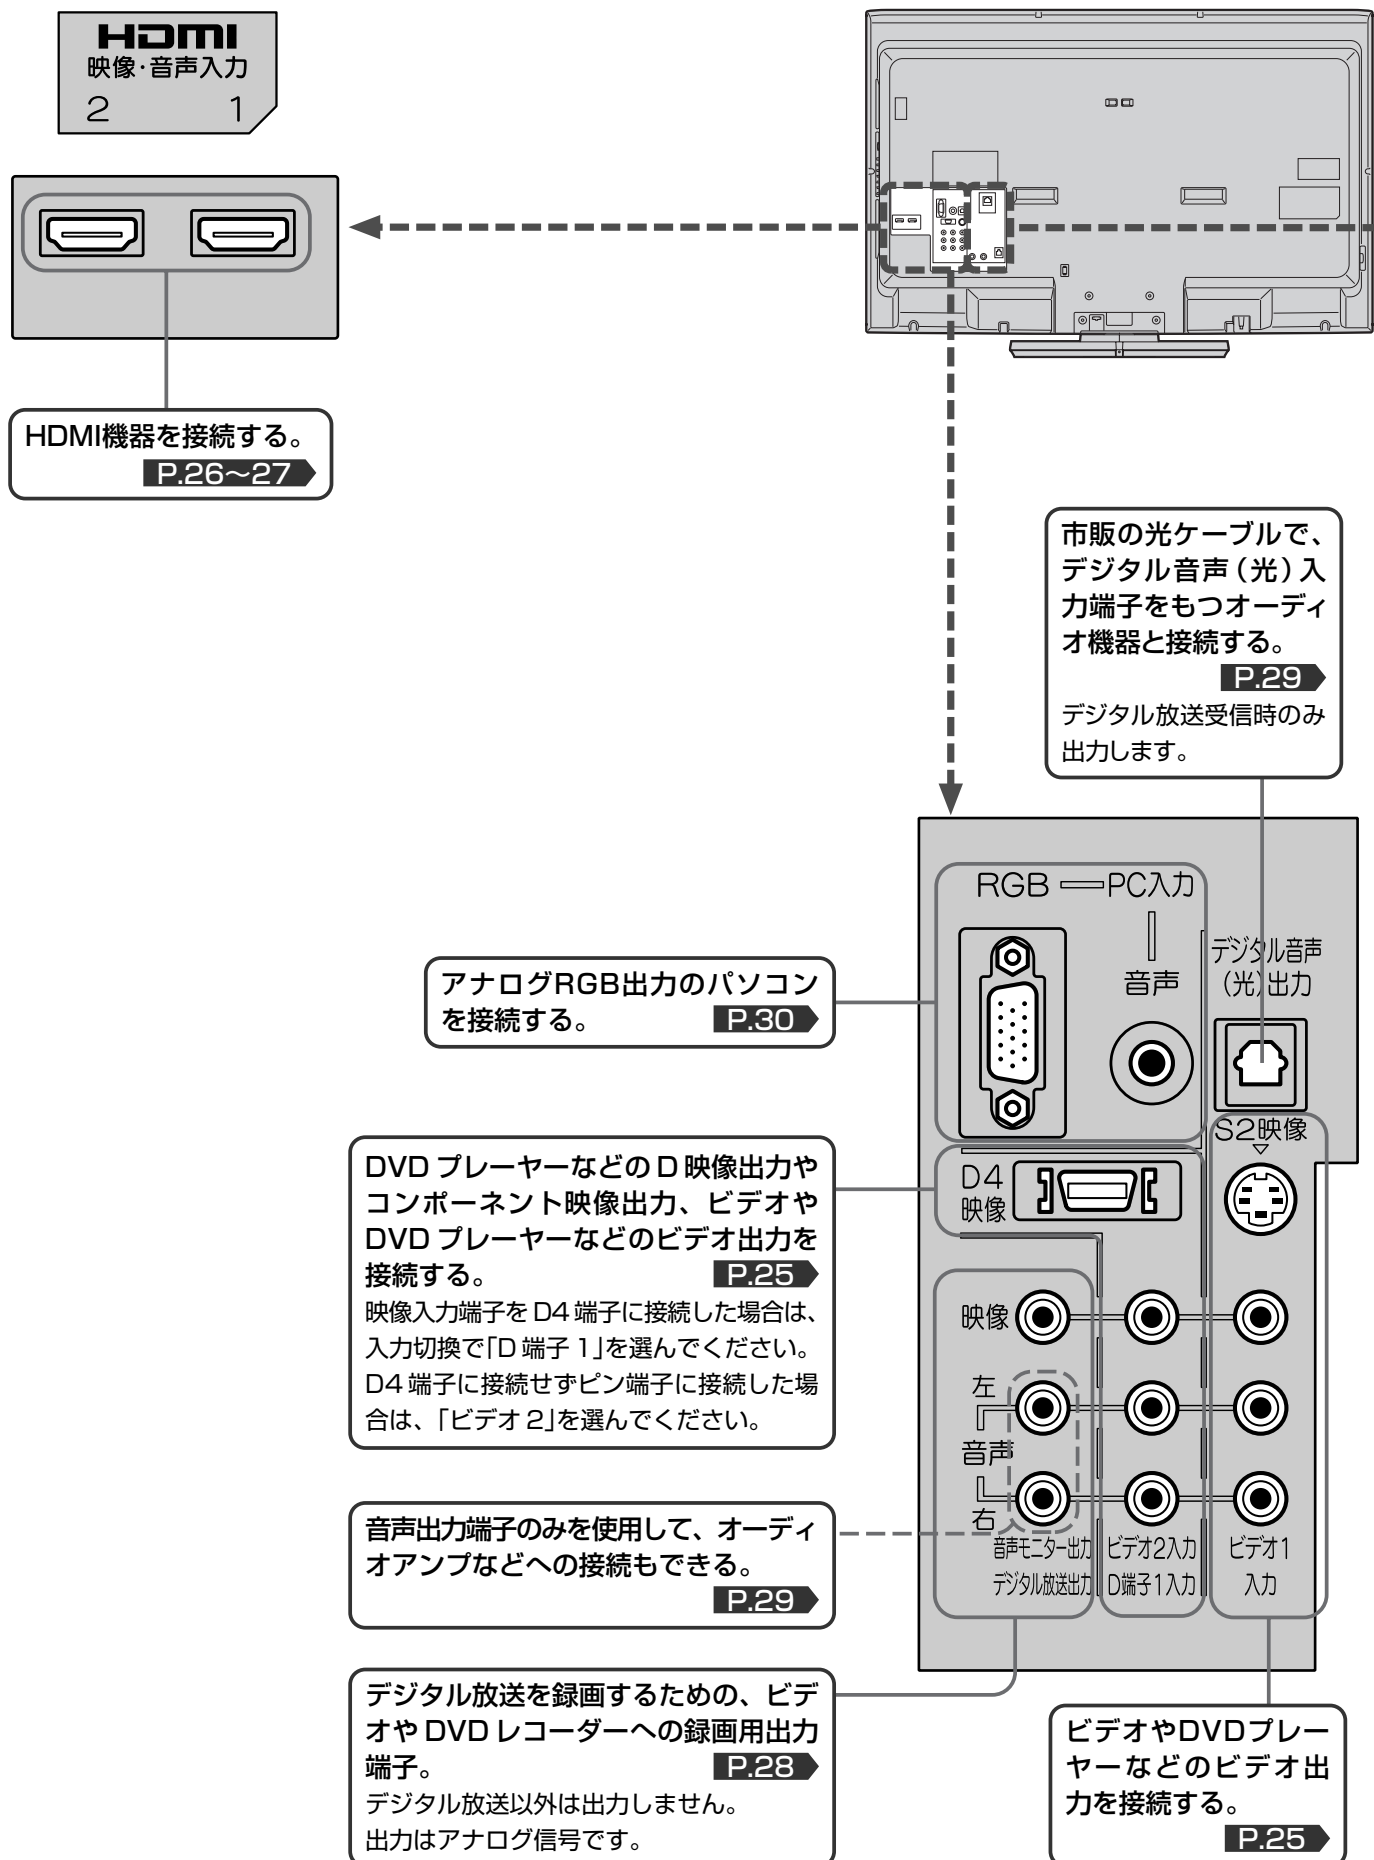 HDMI
映像・音声入力
2 1
HDMI機器を接続する。
P.26～27
市販の光ケーブルで、
デジタル音声(光)入
力端子をもつオーディ
オ機器と接続する。
P.29
デジタル放送受信時のみ
出力します。
RGB PC入力
音声
デジタル音声
(光)出力
アナログRGB出力のパソコン
を接続する。 P.30
S2映像
D4
映像
DVD プレーヤーなどの D 映像出力や
コンポーネント映像出力、ビデオや
DVD プレーヤーなどのビデオ出力を
接続する。 P.25
映像入力端子を D4 端子に接続した場合は、
入力切換で「D 端子 1」を選んでください。
D4 端子に接続せずピン端子に接続した場
合は、「ビデオ 2」を選んでください。
映像
左
音声
右
音声モニター出力
デジタル放送出力
ビデオ2入力
D端子1入力
ビデオ1
入力
音声出力端子のみを使用して、オーディ
オアンプなどへの接続もできる。
P.29
デジタル放送を録画するための、ビデ
オや DVD レコーダーへの録画用出力
端子。 P.28
デジタル放送以外は出力しません。
出力はアナログ信号です。
ビデオやDVDプレー
ヤーなどのビデオ出
力を接続する。
P.25